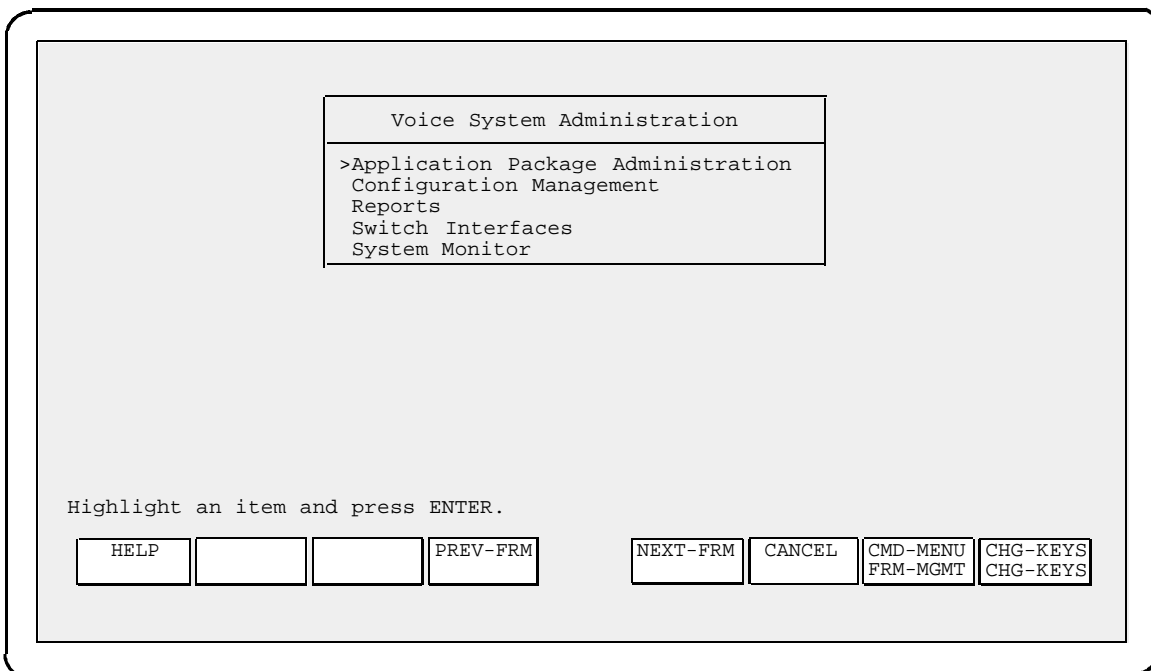 Voice System Administration
>Application Package Administration
Configuration Management
Reports
Switch Interfaces
System Monitor
Highlight an item and press ENTER.
HELP PREV-FRM NEXT-FRM CANCEL CMD-MENU CHG-KEYS
FRM-MGMT CHG-KEYS